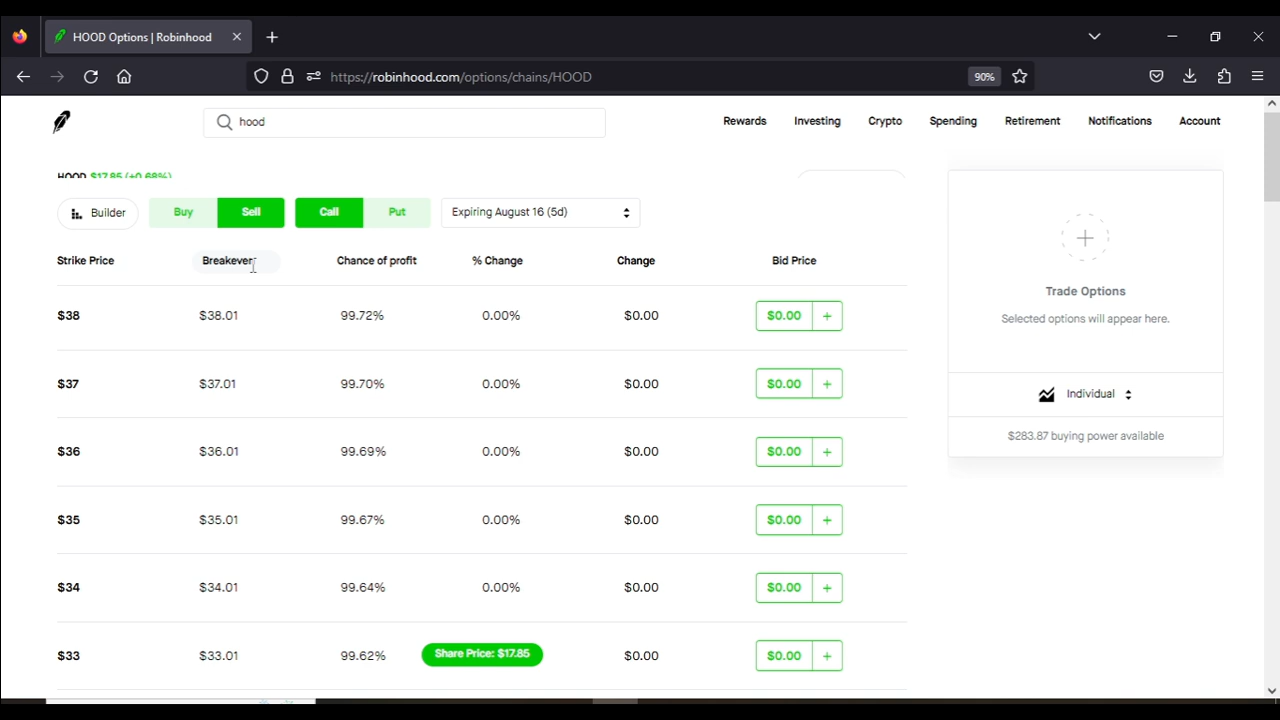 HOOD Options | Robinhood
https://robinhood.com/options/chains/HOOD
90%
hood
Rewards Investing Crypto Spending Retirement Notifications Account
HOOD $17.85 (+0.68%)
Builder Buy Sell Call Put Expiring August 16 (5d)
Strike Price Breakeven Chance of profit % Change Change Bid Price
$38 $38.01 99.72% 0.00% $0.00 $0.00 +
$37 $37.01 99.70% 0.00% $0.00 $0.00 +
$36 $36.01 99.69% 0.00% $0.00 $0.00 +
$35 $35.01 99.67% 0.00% $0.00 $0.00 +
$34 $34.01 99.64% 0.00% $0.00 $0.00 +
$33 $33.01 99.62% Share Price: $17.85 $0.00 $0.00 +
Trade Options
Selected options will appear here.
Individual
$283.87 buying power available